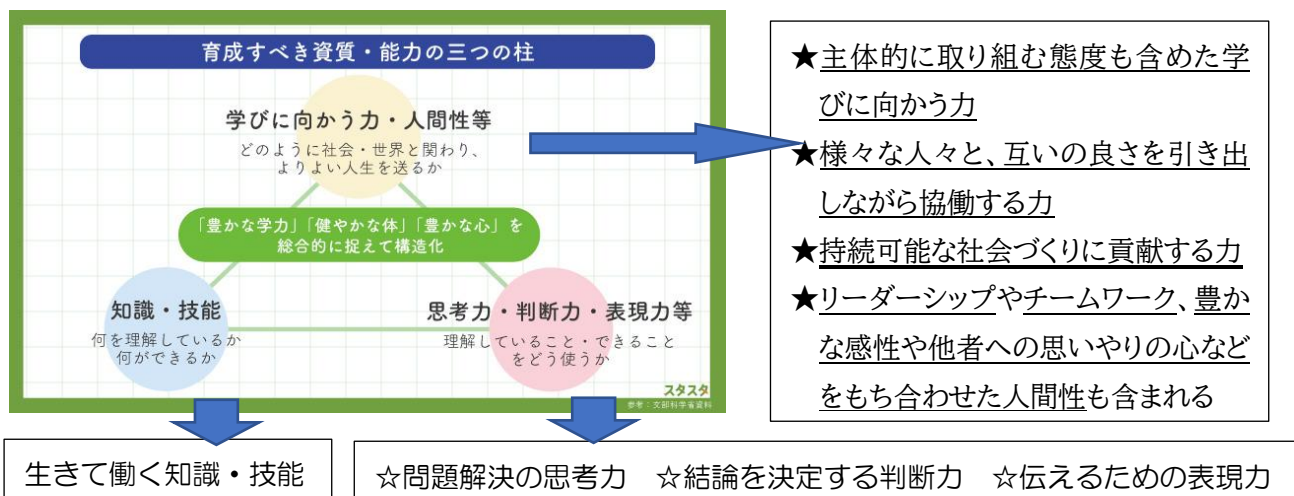 育成すべき資質・能力の三つの柱
学びに向かう力・人間性等
どのように社会・世界と関わり、
よりよい人生を送るか
「豊かな学力」「健やかな体」「豊かな心」を
総合的に捉えて構造化
知識・技能
何を理解しているか
何ができるか
思考力・判断力・表現力等
理解していること・できること
をどう使うか
スタスタ
参考：文部科学省資料
★主体的に取り組む態度も含めた学
びに向かう力
★様々な人々と、互いの良さを引き出
しながら協働する力
★持続可能な社会づくりに貢献する力
★リーダーシップやチームワーク、豊か
な感性や他者への思いやりの心など
をもち合わせた人間性も含まれる
生きて働く知識・技能
☆問題解決の思考力　☆結論を決定する判断力　☆伝えるための表現力